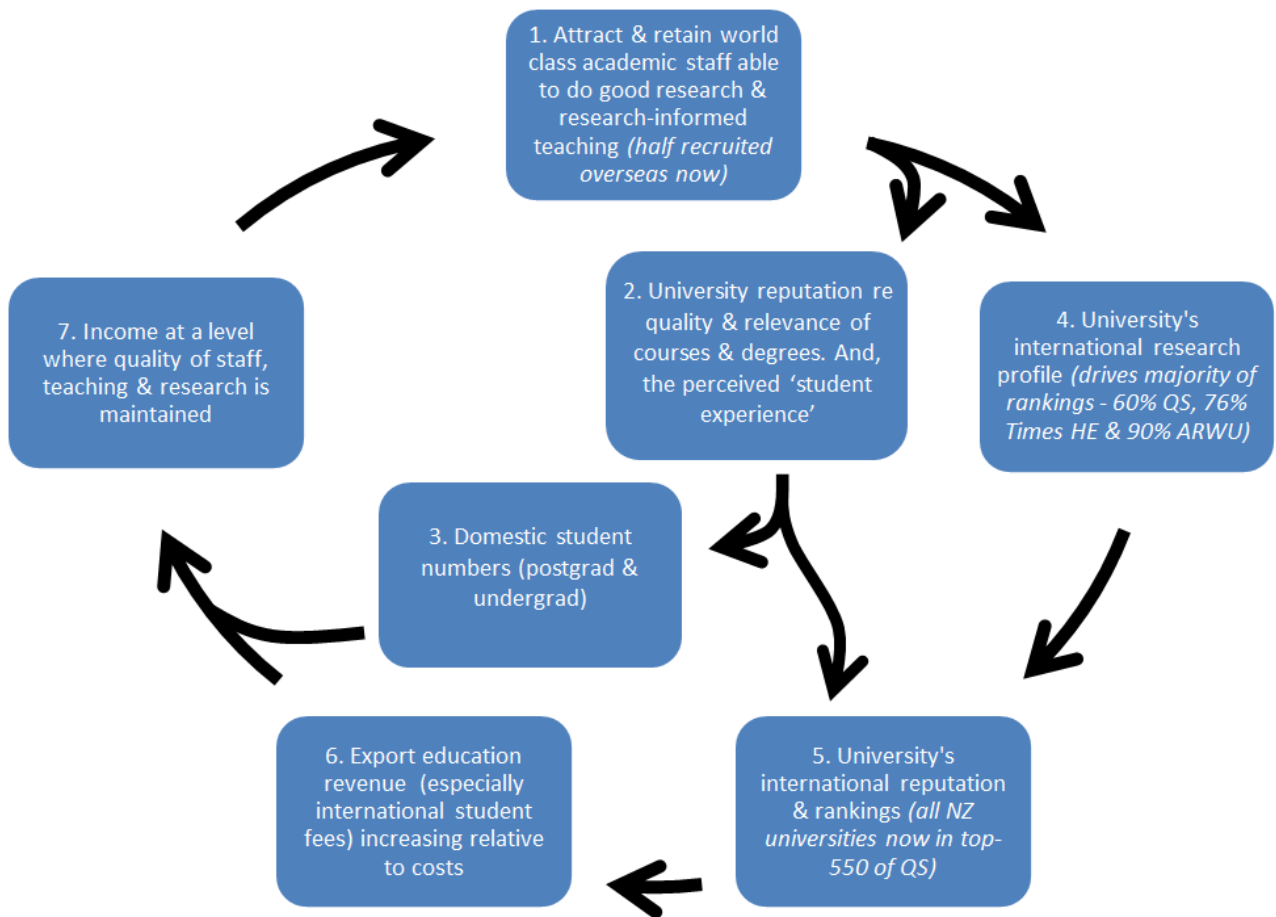 1. Attract & retain world
class academic staff able
to do good research &
research-informed
teaching (half recruited
overseas now)
2. University reputation re
quality & relevance of
courses & degrees. And,
the perceived ‘student
experience’
3. Domestic student
numbers (postgrad &
undergrad)
4. University's
international research
profile (drives majority of
rankings - 60% QS, 76%
Times HE & 90% ARWU)
5. University's
international reputation
& rankings (all NZ
universities now in top-
550 of QS)
6. Export education
revenue (especially
international student
fees) increasing relative
to costs
7. Income at a level
where quality of staff,
teaching & research is
maintained